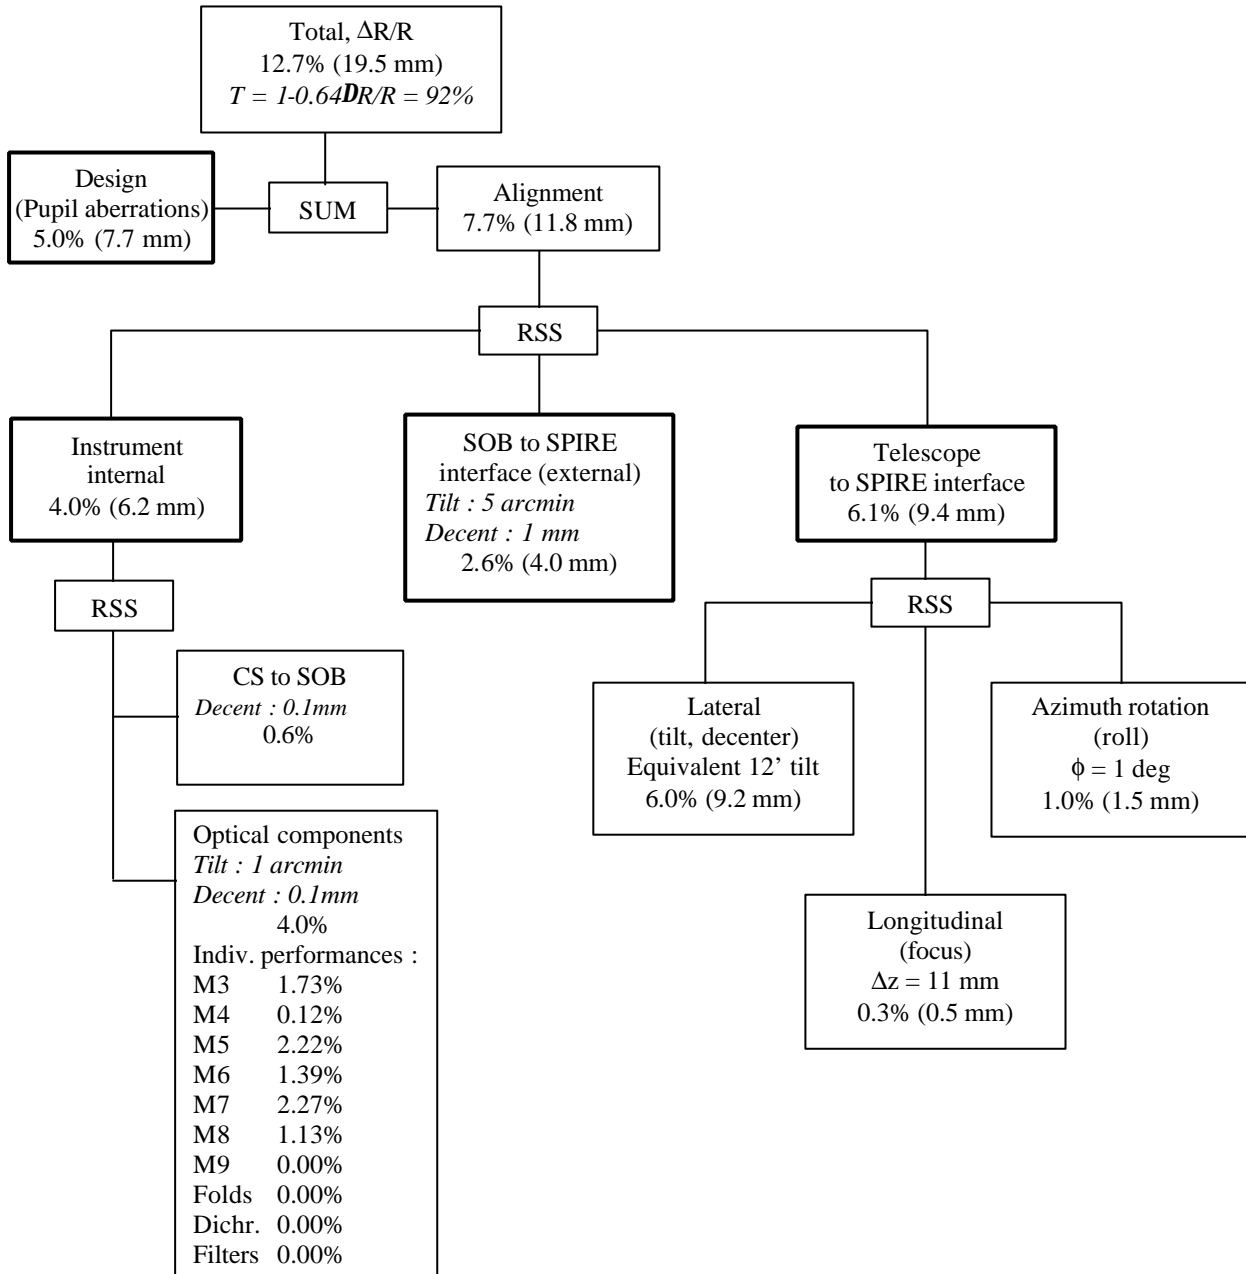 Total, ΔR/R
12.7% (19.5 mm)
T = 1-0.64DR/R = 92%
Design
(Pupil aberrations)
5.0% (7.7 mm)
SUM
Alignment
7.7% (11.8 mm)
RSS
Instrument
internal
4.0% (6.2 mm)
SOB to SPIRE
interface (external)
Tilt : 5 arcmin
Decent : 1 mm
2.6% (4.0 mm)
Telescope
to SPIRE interface
6.1% (9.4 mm)
RSS
RSS
CS to SOB
Decent : 0.1mm
0.6%
Lateral
(tilt, decenter)
Equivalent 12’ tilt
6.0% (9.2 mm)
Azimuth rotation
(roll)
ϕ = 1 deg
1.0% (1.5 mm)
Optical components
Tilt : 1 arcmin
Decent : 0.1mm
4.0%
Indiv. performances :
M3 1.73%
M4 0.12%
M5 2.22%
M6 1.39%
M7 2.27%
M8 1.13%
M9 0.00%
Folds 0.00%
Dichr. 0.00%
Filters 0.00%
Longitudinal
(focus)
Δz = 11 mm
0.3% (0.5 mm)